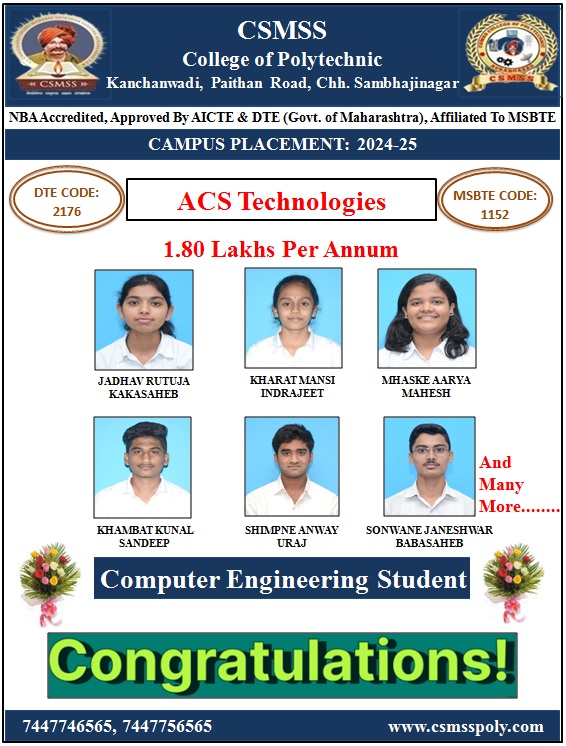 CSMSS
College of Polytechnic
Kanchanwadi, Paithan Road, Chh. Sambhajinagar
CSMSS
CSMSS
NBA Accredited, Approved By AICTE & DTE (Govt. of Maharashtra), Affiliated To MSBTE
CAMPUS PLACEMENT: 2024-25
DTE CODE:
2176
ACS Technologies
MSBTE CODE:
1152
1.80 Lakhs Per Annum
JADHAV RUTUJA
KAKASAHEB
KHARAT MANSI
INDRAJEET
MHASKE AARYA
MAHESH
KHAMBAT KUNAL
SANDEEP
SHIMPNE ANWAY
URAJ
SONWANE JANESHWAR
BABASAHEB
And
Many
More........
Computer Engineering Student
Congratulations!
7447746565, 7447756565
www.csmsspoly.com